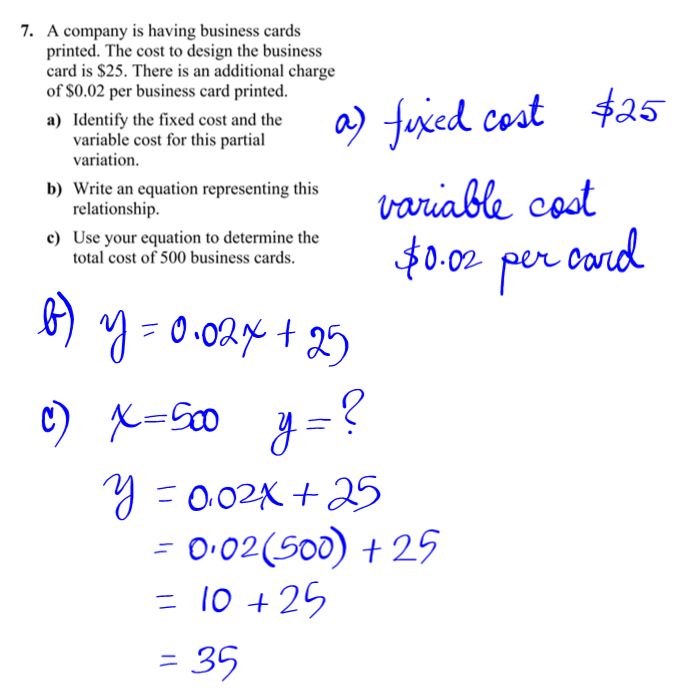 7. A company is having business cards
printed. The cost to design the business
card is $25. There is an additional charge
of $0.02 per business card printed.
a) Identify the fixed cost and the
variable cost for this partial
variation.
b) Write an equation representing this
relationship.
c) Use your equation to determine the
total cost of 500 business cards.
a) fixed cost $25
variable cost
$0.02 per card
b) y = 0.02x + 25
c) x = 500 y = ?
y = 0.02x + 25
= 0.02(500) + 25
= 10 + 25
= 35